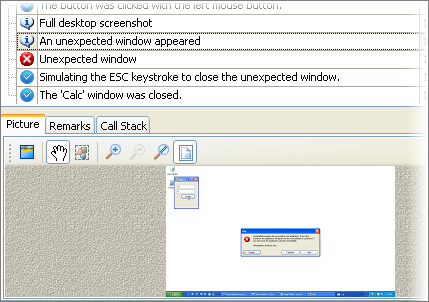 The button was clicked with the left mouse button.
Full desktop screenshot
An unexpected window appeared
Unexpected window
Simulating the ESC keystroke to close the unexpected window.
The 'Calc' window was closed.
Picture Remarks Call Stack